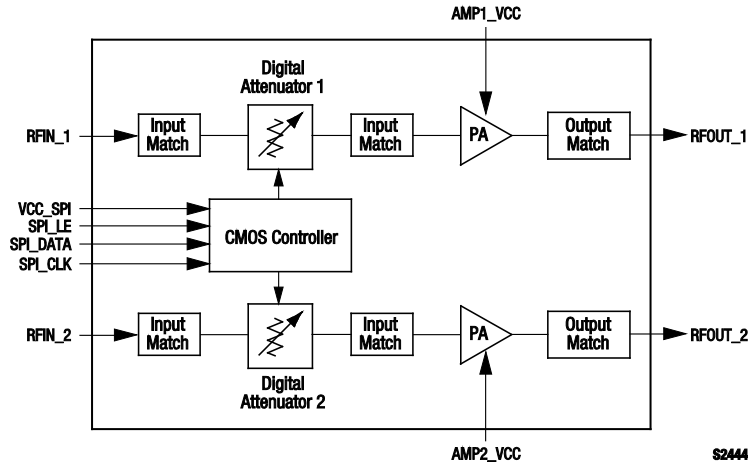 AMP1_VCC
Digital
Attenuator 1
RFIN_1
Input
Match
Input
Match
PA
Output
Match
RFOUT_1
VCC_SPI
SPI_LE
SPI_DATA
SPI_CLK
CMOS Controller
RFIN_2
Input
Match
Input
Match
PA
Output
Match
RFOUT_2
Digital
Attenuator 2
AMP2_VCC
S2444